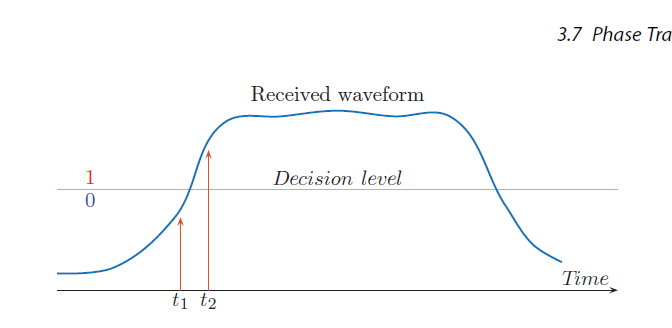 3.7 Phase Tra
Received waveform
1
Decision level
0
Time
t1 t2